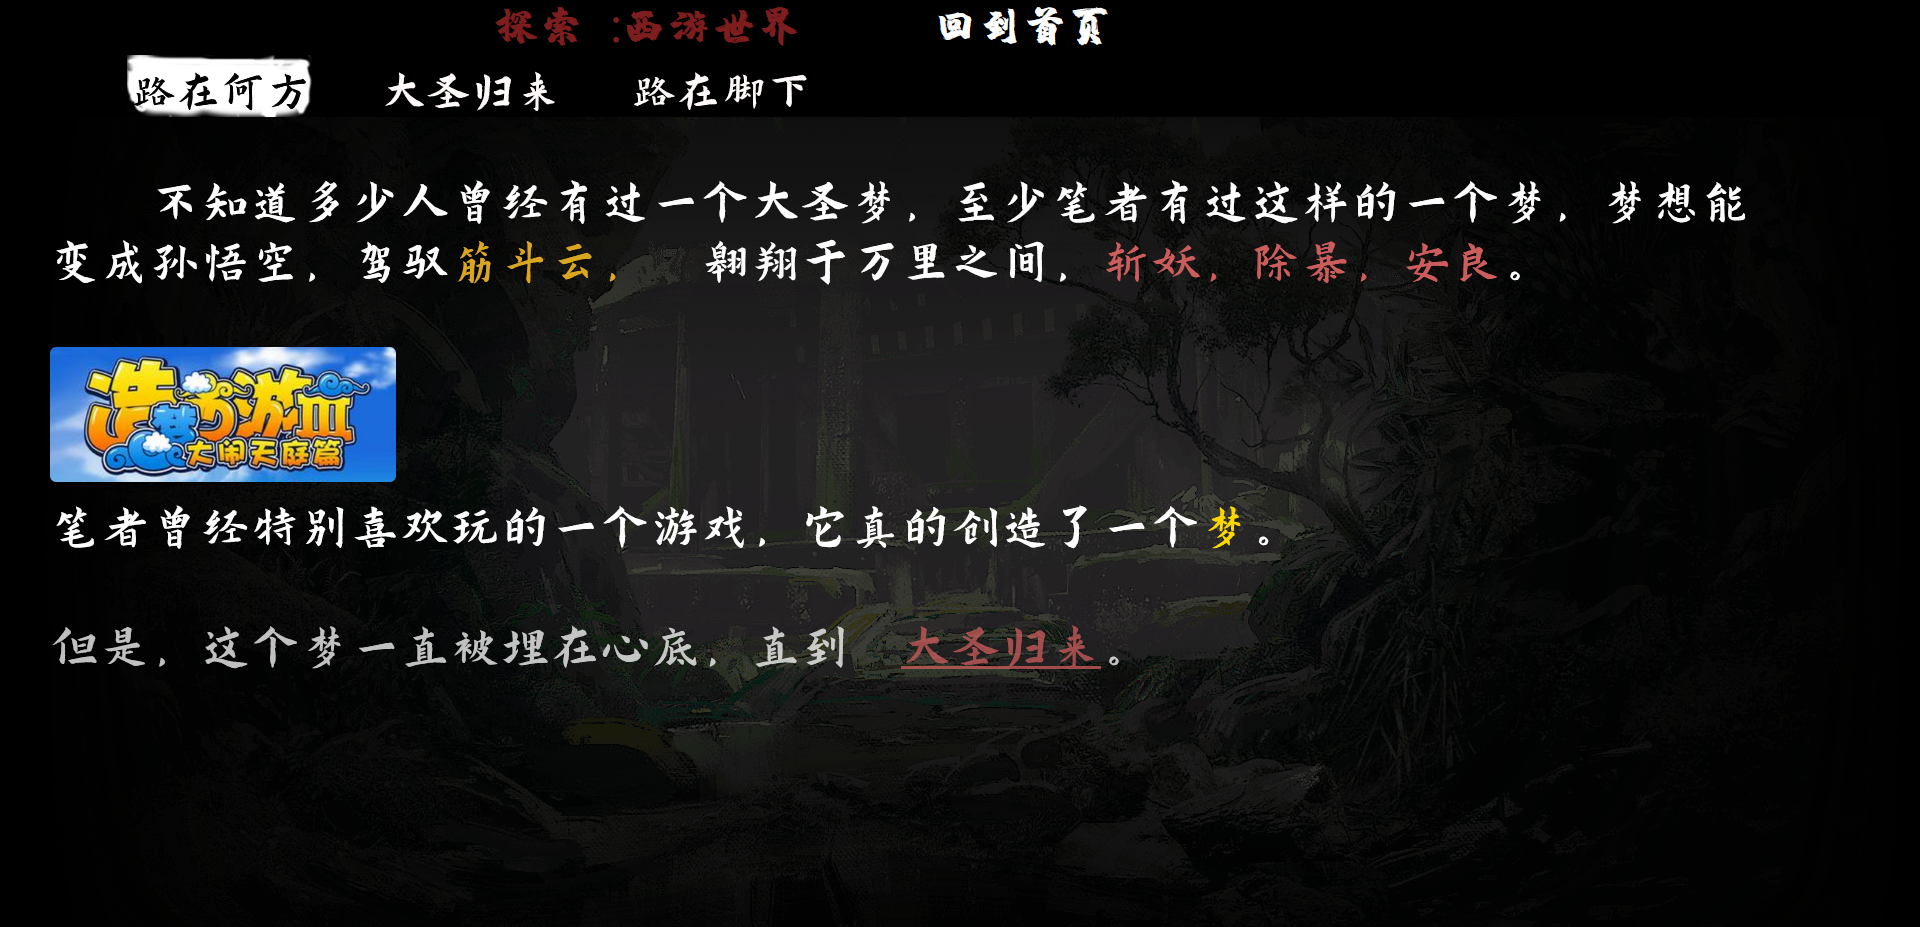 探索 :西游世界 回到首页
路在何方 大圣归来 路在脚下
不知道多少人曾经有过一个大圣梦，至少笔者有过这样的一个梦，梦想能
变成孙悟空，驾驭筋斗云， 翱翔于万里之间，斩妖，除暴，安良。
造梦西游III
大闹天庭篇
笔者曾经特别喜欢玩的一个游戏，它真的创造了一个梦。
但是，这个梦一直被埋在心底，直到 大圣归来。